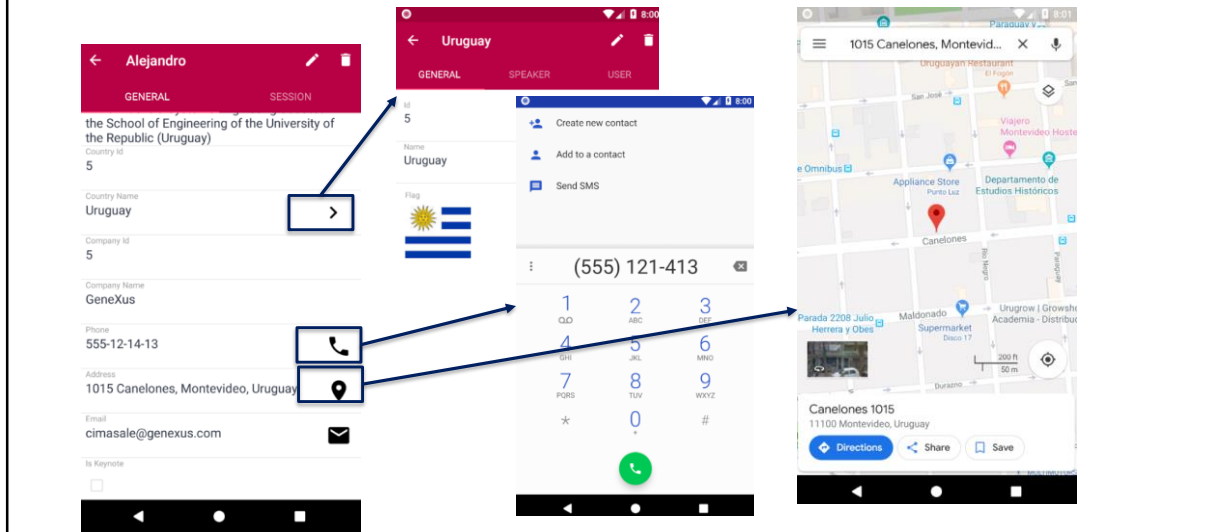 Alejandro
GENERAL
SESSION
the School of Engineering of the University of
the Republic (Uruguay)
Country Id
5
Country Name
Uruguay
Company Id
5
Company Name
GeneXus
Phone
555-12-14-13
Address
1015 Canelones, Montevideo, Uruguay
Email
cimasale@genexus.com
Is Keynote
8:00
Uruguay
GENERAL
SPEAKER
USER
Id
5
Name
Uruguay
Flag
8:00
Create new contact
Add to a contact
Send SMS
(555) 121-413
1
2
ABC
3
DEF
4
GHI
5
JKL
6
MNO
7
PQRS
8
TUV
9
WXYZ
*
0
+
#
8:01
Paraguay
1015 Canelones, Montevid...
Uruguayan Restaurant
El Fogón
San José
San
Viajero
Montevideo Hoste
e Omnibus
Appliance Store
Punto Luz
Departamento de
Estudios Históricos
Canelones
Río Negro
Paraguay
Parada 2208 Julio
Herrera y Obes
Maldonado
Supermarket
Disco 17
Urugrow | Growsh
Academia - Distribuc
200 ft
50 m
Durazno
Canelones 1015
11100 Montevideo, Uruguay
Directions
Share
Save